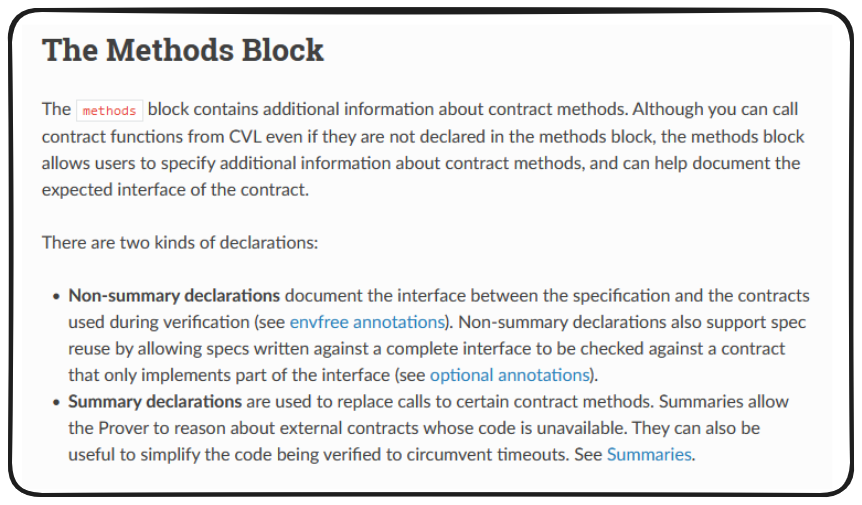 The Methods Block
The methods block contains additional information about contract methods. Although you can call
contract functions from CVL even if they are not declared in the methods block, the methods block
allows users to specify additional information about contract methods, and can help document the
expected interface of the contract.
There are two kinds of declarations:
• Non-summary declarations document the interface between the specification and the contracts
used during verification (see envfree annotations). Non-summary declarations also support spec
reuse by allowing specs written against a complete interface to be checked against a contract
that only implements part of the interface (see optional annotations).
• Summary declarations are used to replace calls to certain contract methods. Summaries allow
the Prover to reason about external contracts whose code is unavailable. They can also be
useful to simplify the code being verified to circumvent timeouts. See Summaries.